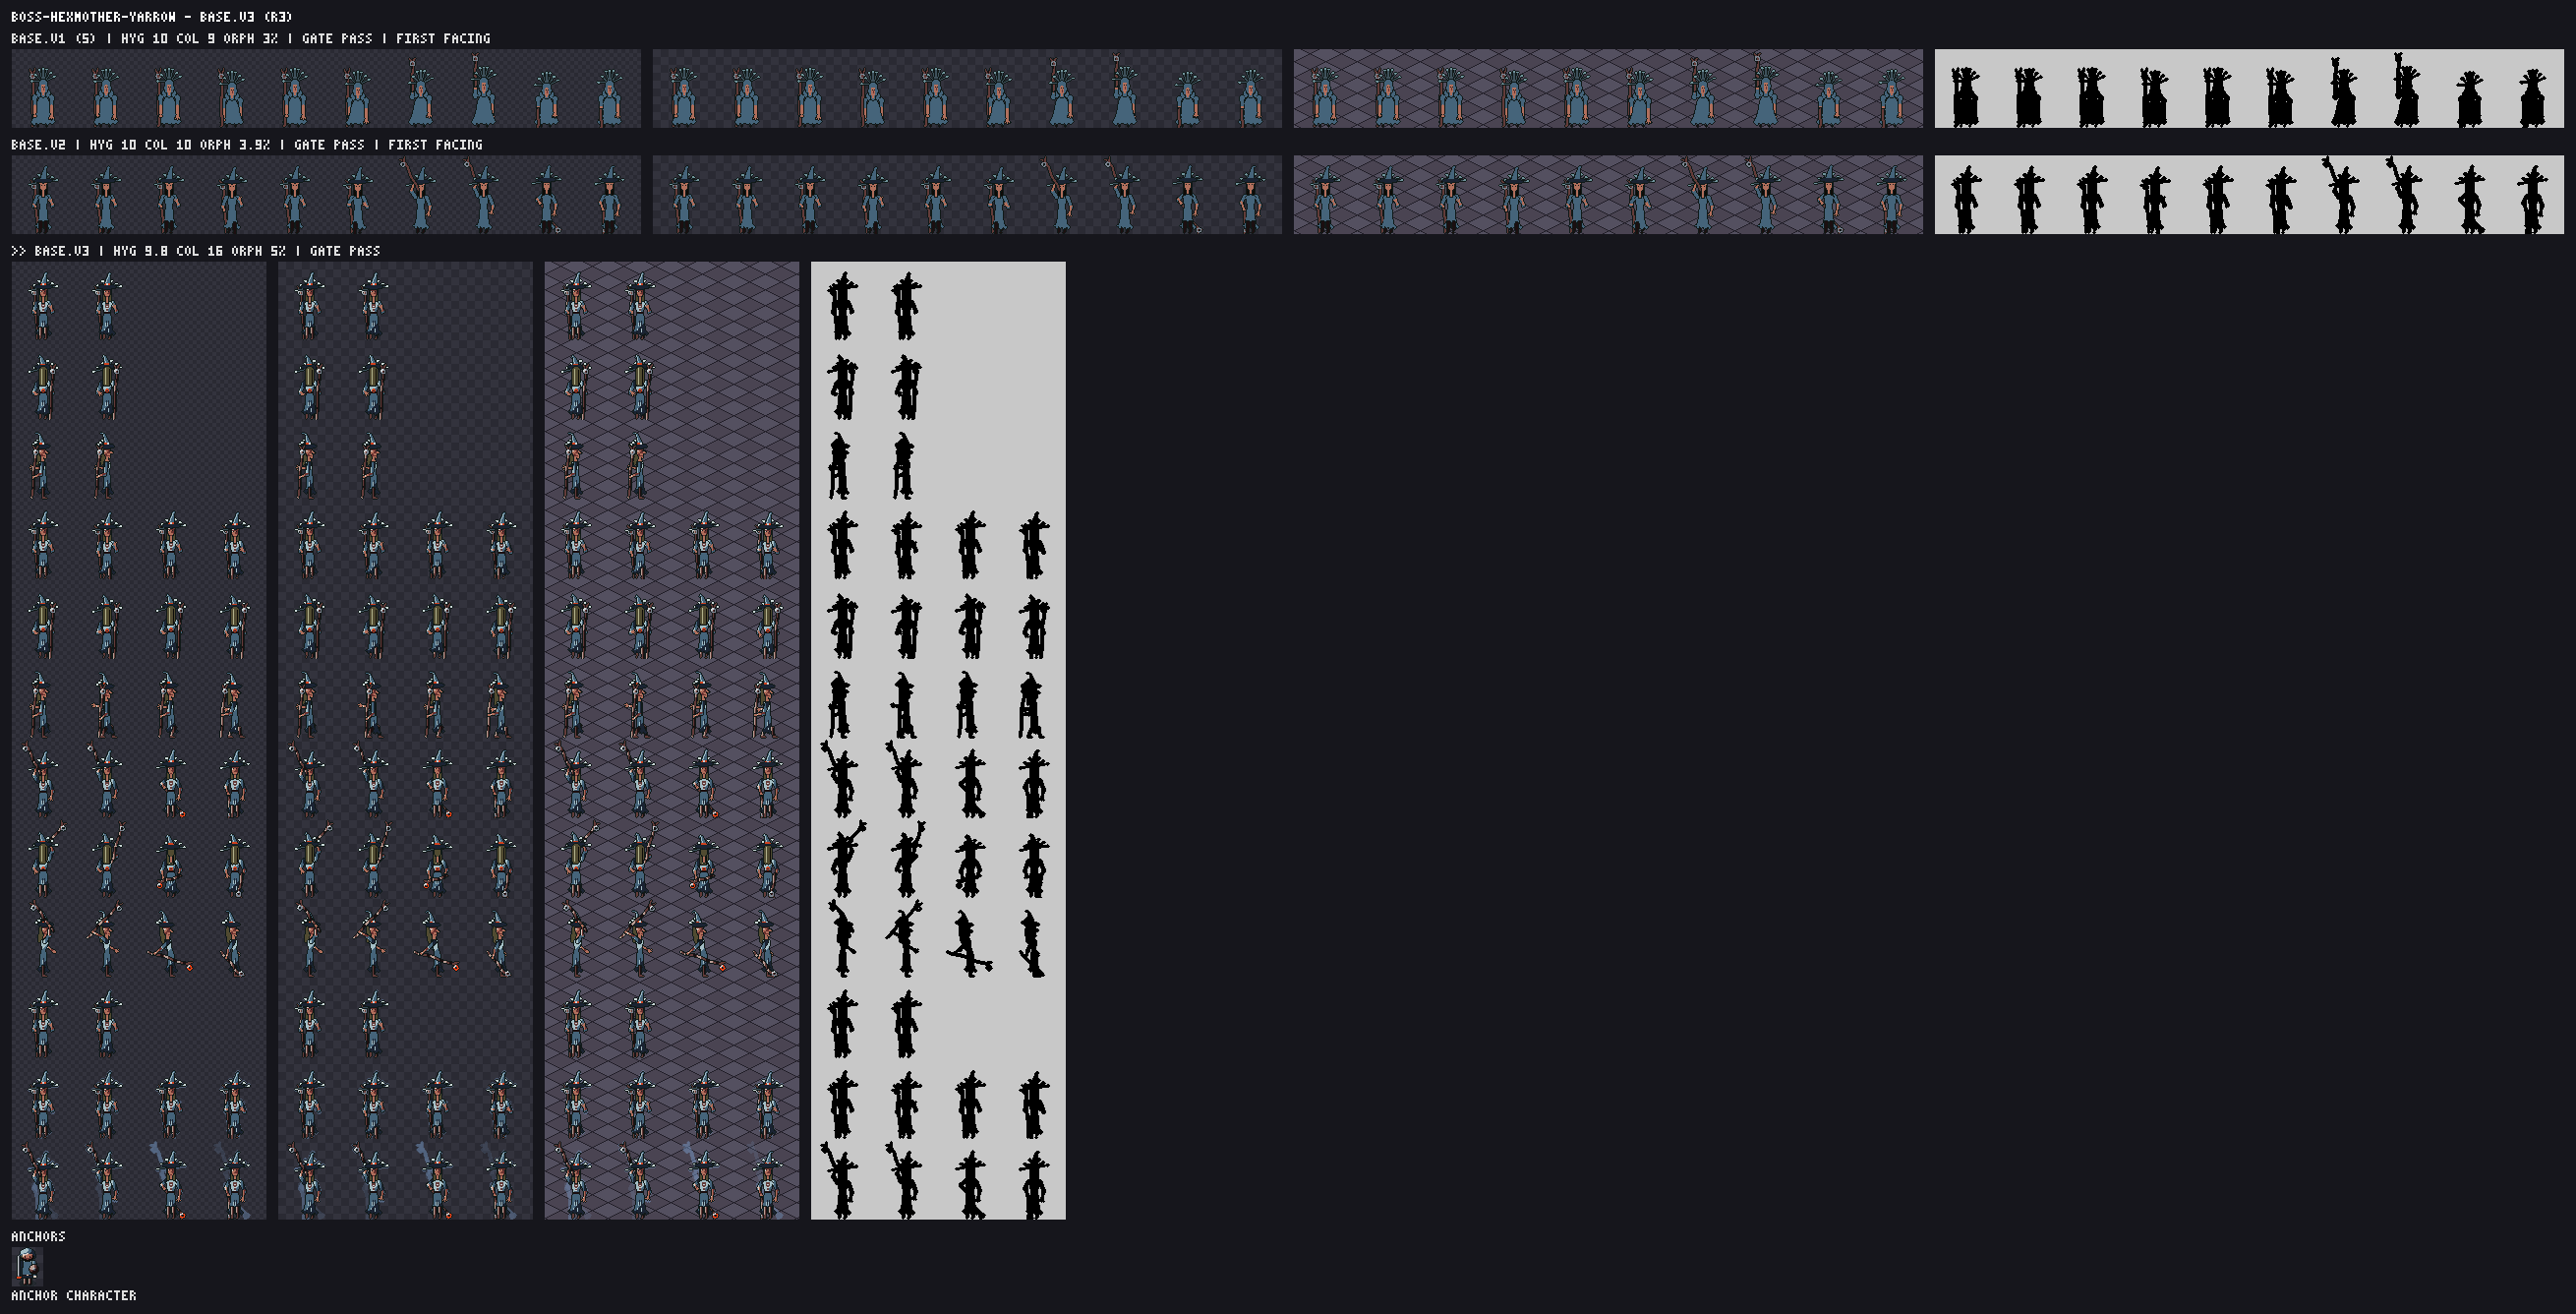 BOSS-HEXMOTHER-YARROW - BASE.V3 (R3)
BASE.V1 (S) | HYG 10 COL 9 ORPH 3% | GATE PASS | FIRST FACING
BASE.V2 | HYG 10 COL 10 ORPH 3.9% | GATE PASS | FIRST FACING
>> BASE.V3 | HYG 9.8 COL 16 ORPH 5% | GATE PASS
ANCHORS
ANCHOR CHARACTER